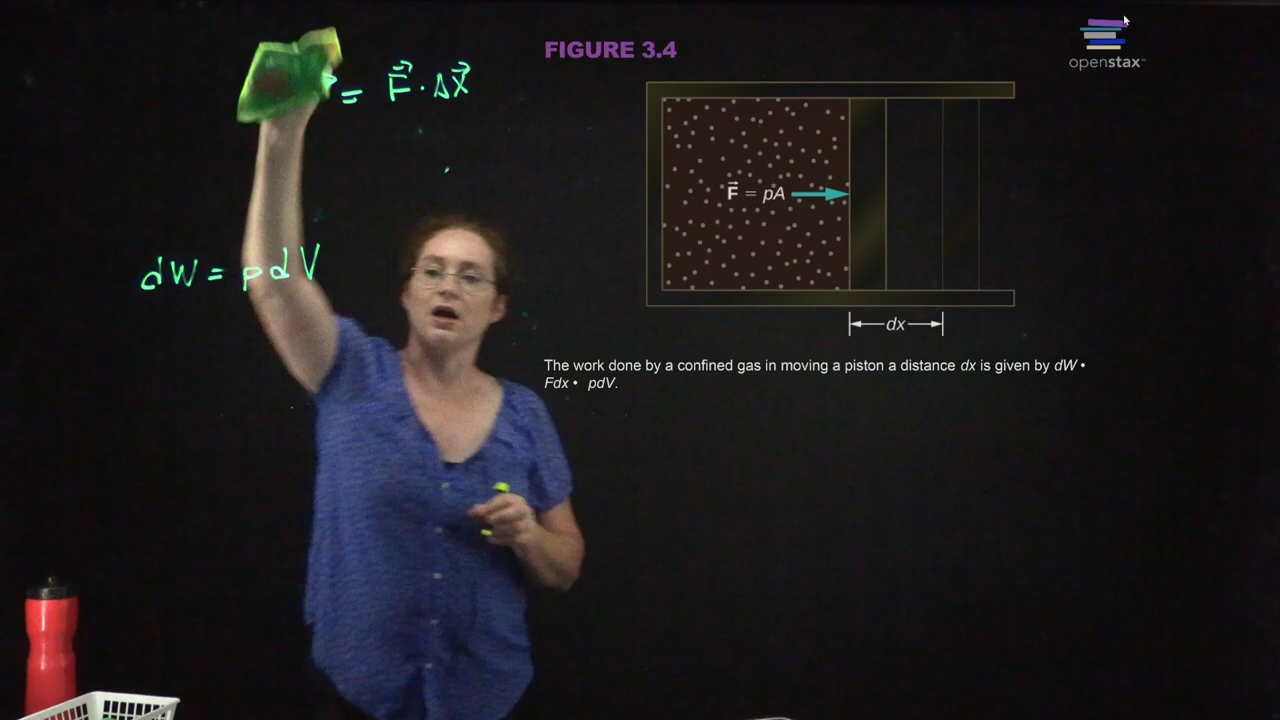 = F⃗ · Δx⃗
dW = pdV
FIGURE 3.4
openstax™
F⃗ = pA
dx
The work done by a confined gas in moving a piston a distance dx is given by dW •
Fdx • pdV.